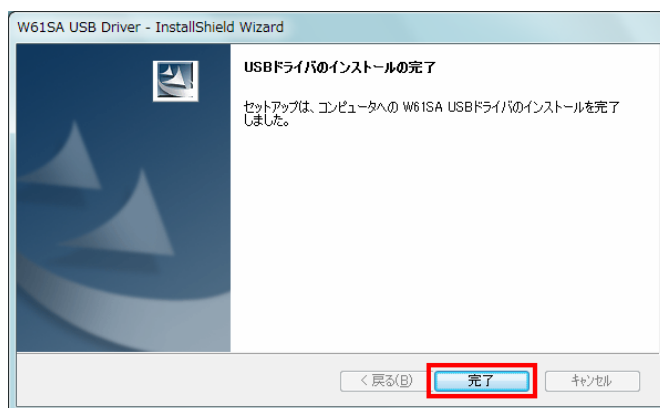 W61SA USB Driver - InstallShield Wizard
USBドライバのインストールの完了
セットアップは、コンピュータへの W61SA USBドライバのインストールを完了
しました。
< 戻る(B)
完了
キャンセル